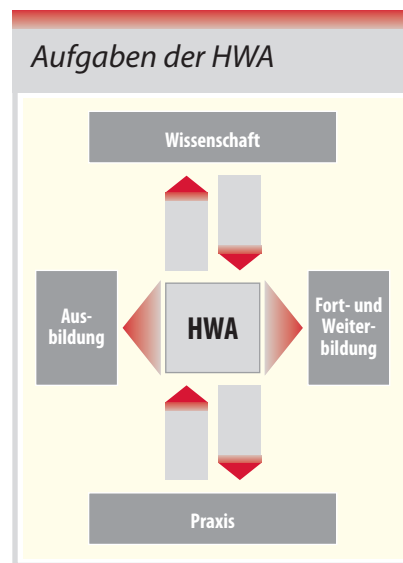 Aufgaben der HWA
Wissenschaft
Aus-
bildung
HWA
Fort- und
Weiter-
bildung
Praxis